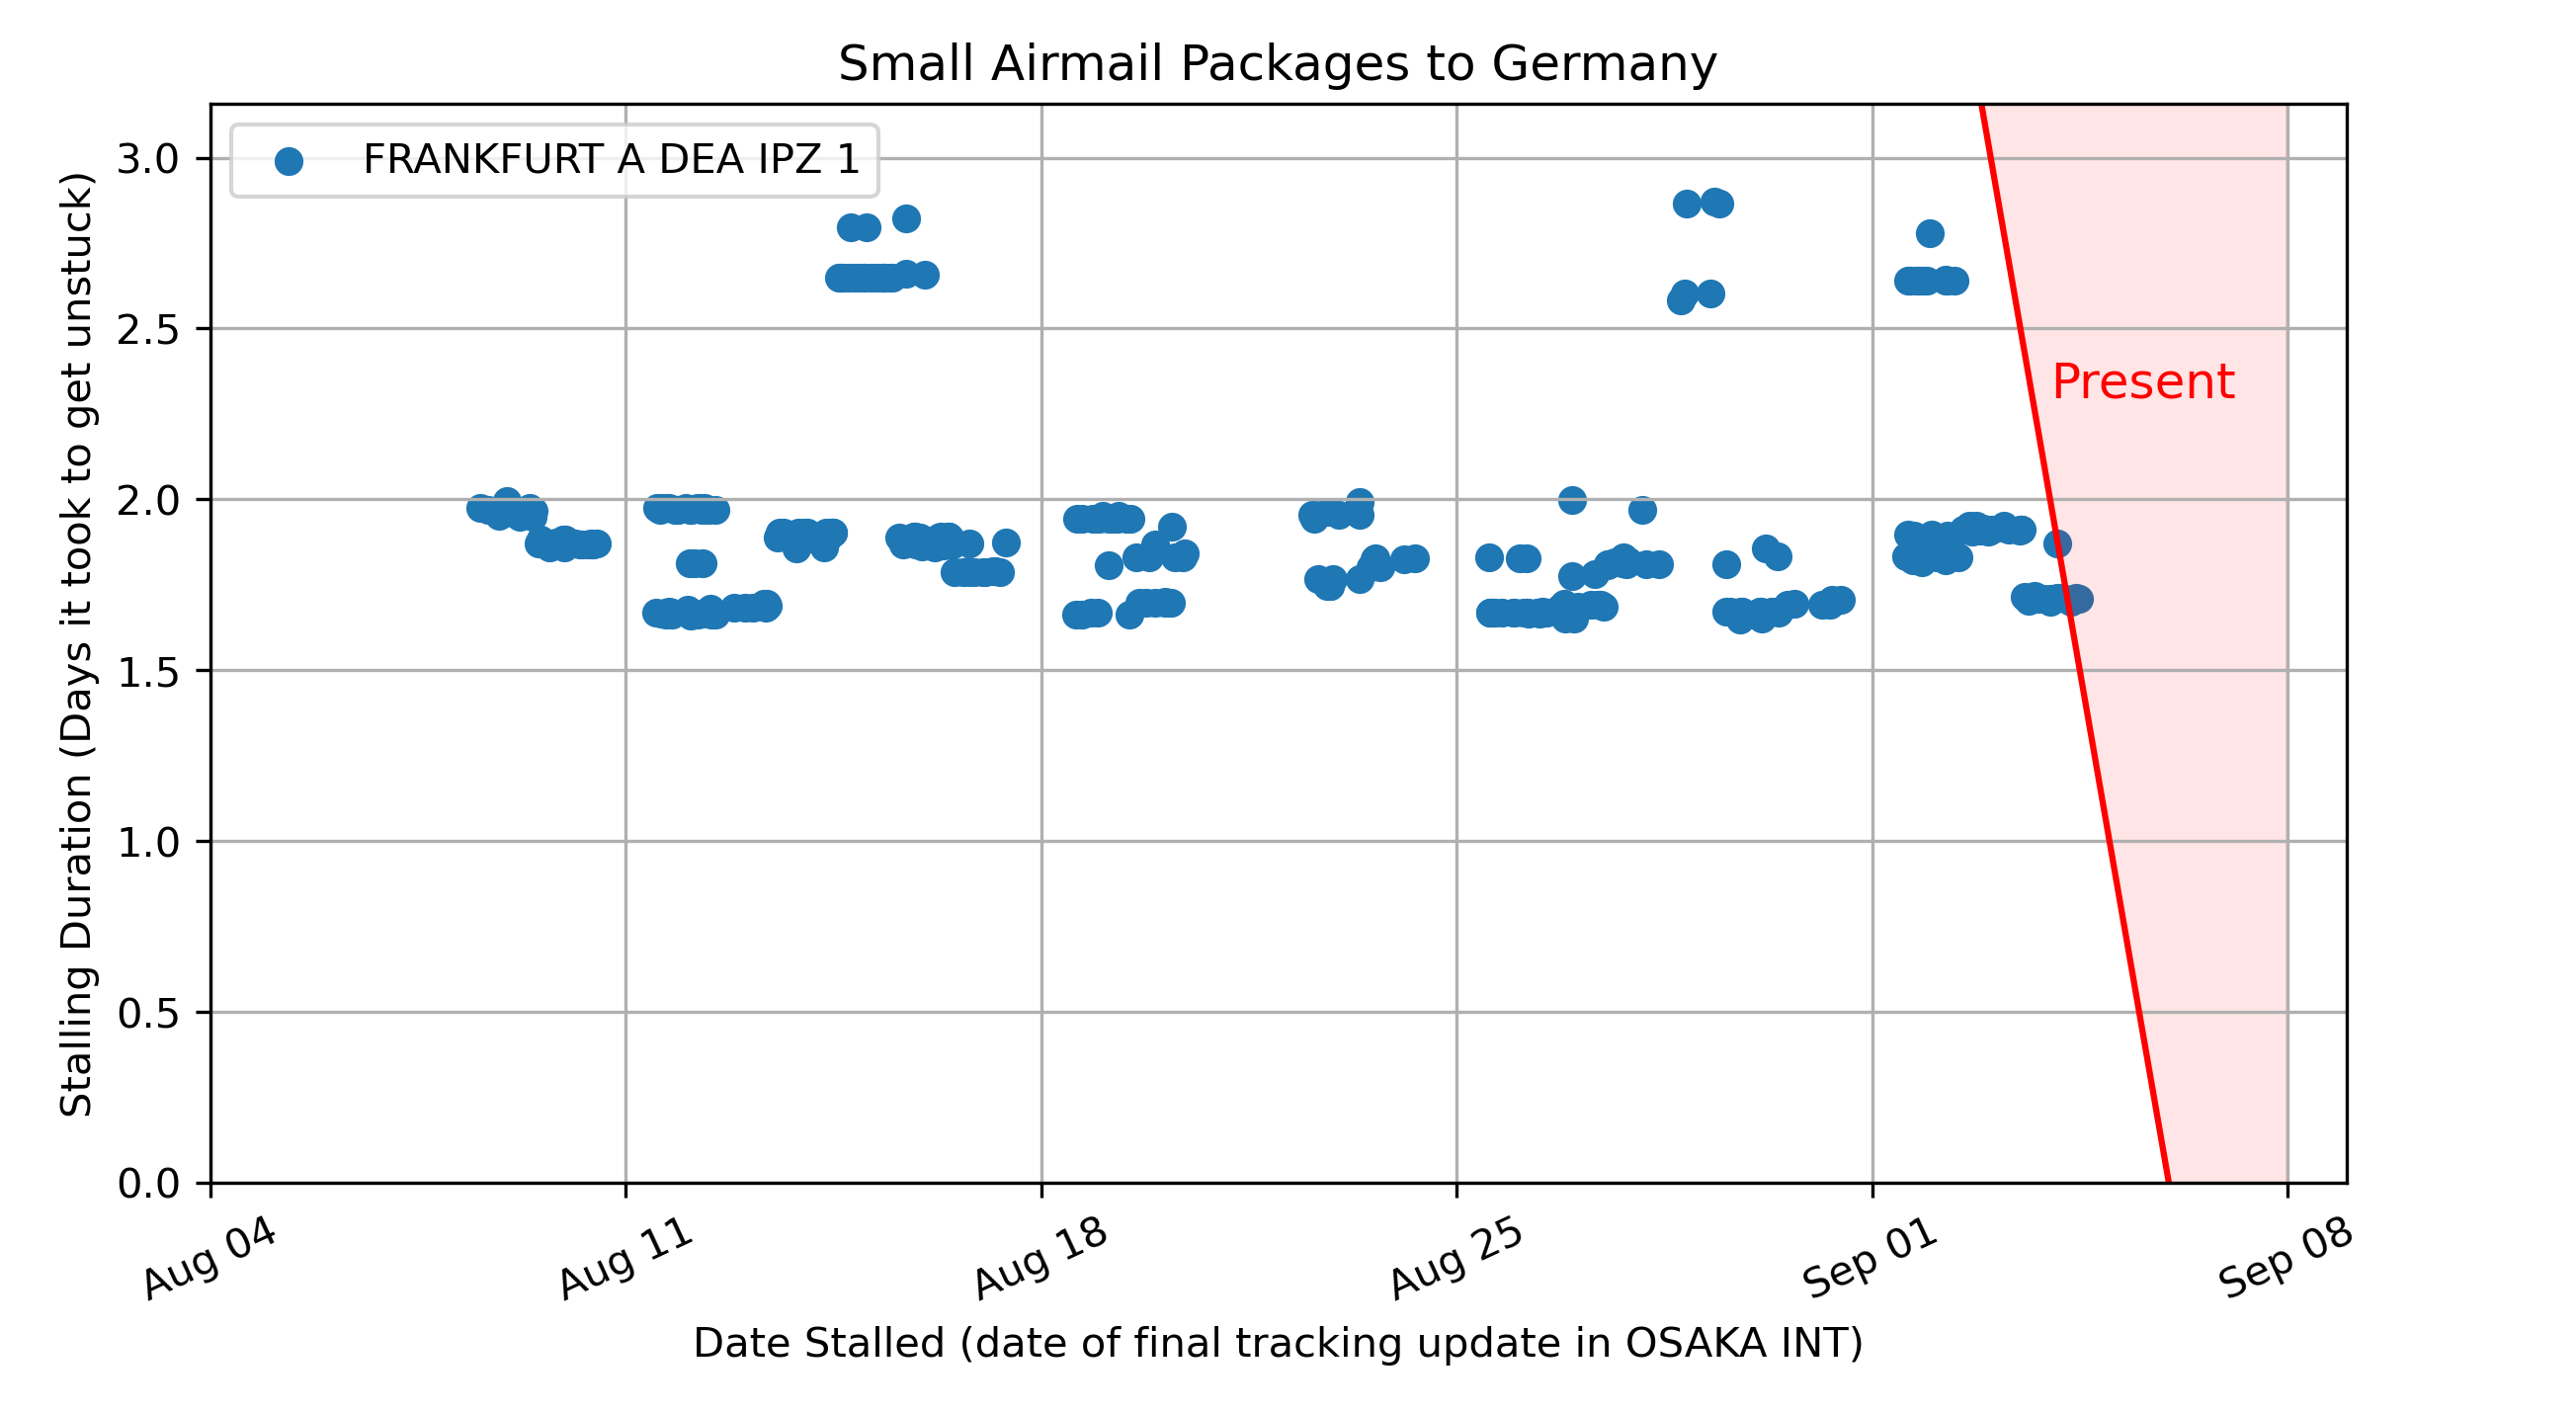 Small Airmail Packages to Germany
FRANKFURT A DEA IPZ 1
Present
Stalling Duration (Days it took to get unstuck)
3.0
2.5
2.0
1.5
1.0
0.5
0.0
Aug 04
Aug 11
Aug 18
Aug 25
Sep 01
Sep 08
Date Stalled (date of final tracking update in OSAKA INT)